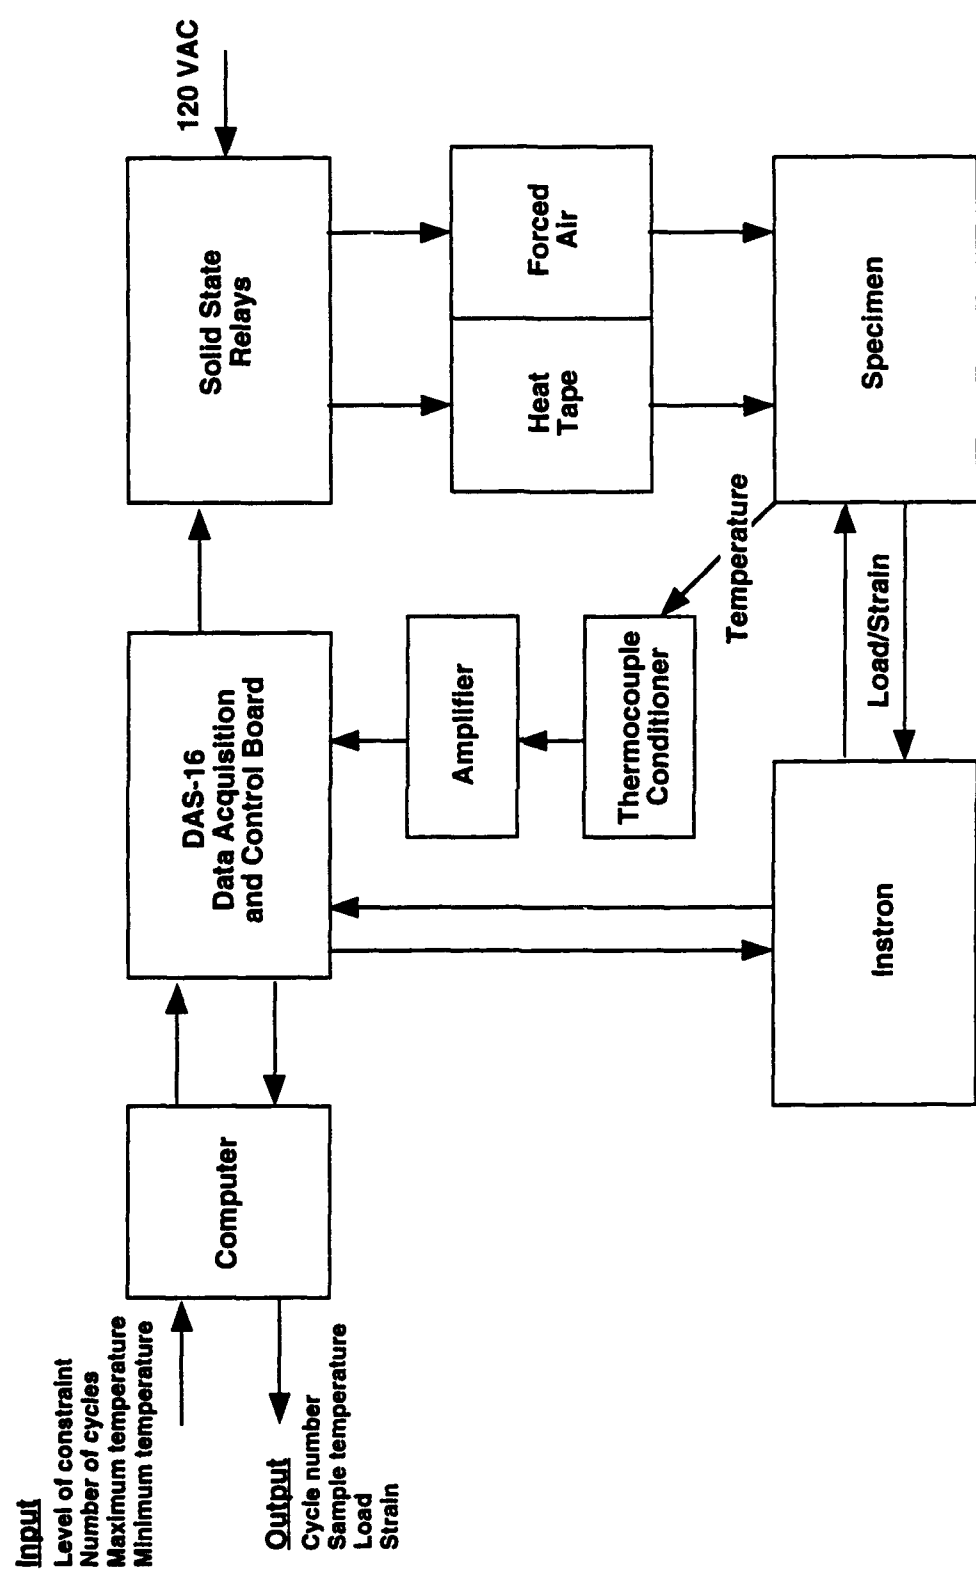 Input
Level of constraint
Number of cycles
Maximum temperature
Minimum temperature
Output
Cycle number
Sample temperature
Load
Strain
Computer
DAS-16
Data Acquisition
and Control Board
Solid State
Relays
120 VAC
Amplifier
Thermocouple
Conditioner
Temperature
Heat
Tape
Forced
Air
Instron
Load/Strain
Specimen